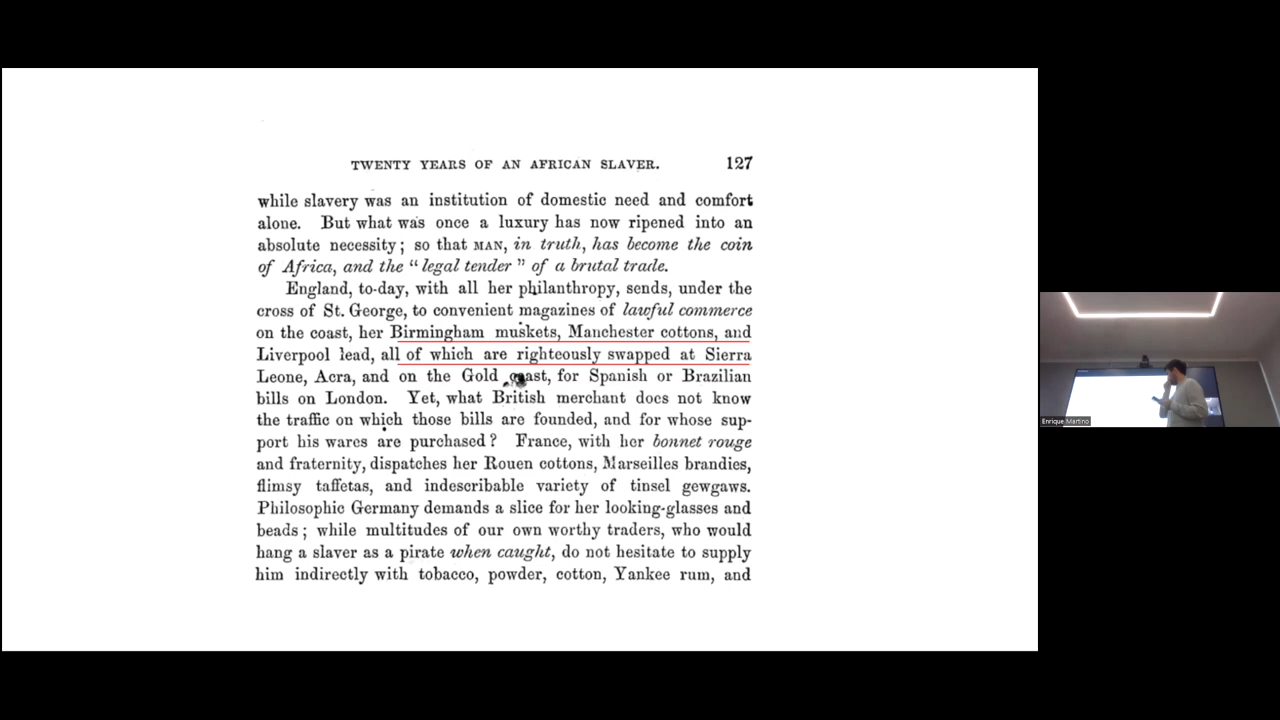 TWENTY YEARS OF AN AFRICAN SLAVER. 127
while slavery was an institution of domestic need and comfort
alone. But what was once a luxury has now ripened into an
absolute necessity; so that MAN, in truth, has become the coin
of Africa, and the “legal tender” of a brutal trade.
England, to-day, with all her philanthropy, sends, under the
cross of St. George, to convenient magazines of lawful commerce
on the coast, her Birmingham muskets, Manchester cottons, and
Liverpool lead, all of which are righteously swapped at Sierra
Leone, Acra, and on the Gold coast, for Spanish or Brazilian
bills on London. Yet, what British merchant does not know
the traffic on which those bills are founded, and for whose sup-
port his wares are purchased? France, with her bonnet rouge
and fraternity, dispatches her Rouen cottons, Marseilles brandies,
flimsy taffetas, and indescribable variety of tinsel gewgaws.
Philosophic Germany demands a slice for her looking-glasses and
beads; while multitudes of our own worthy traders, who would
hang a slaver as a pirate when caught, do not hesitate to supply
him indirectly with tobacco, powder, cotton, Yankee rum, and
Enrique Martino